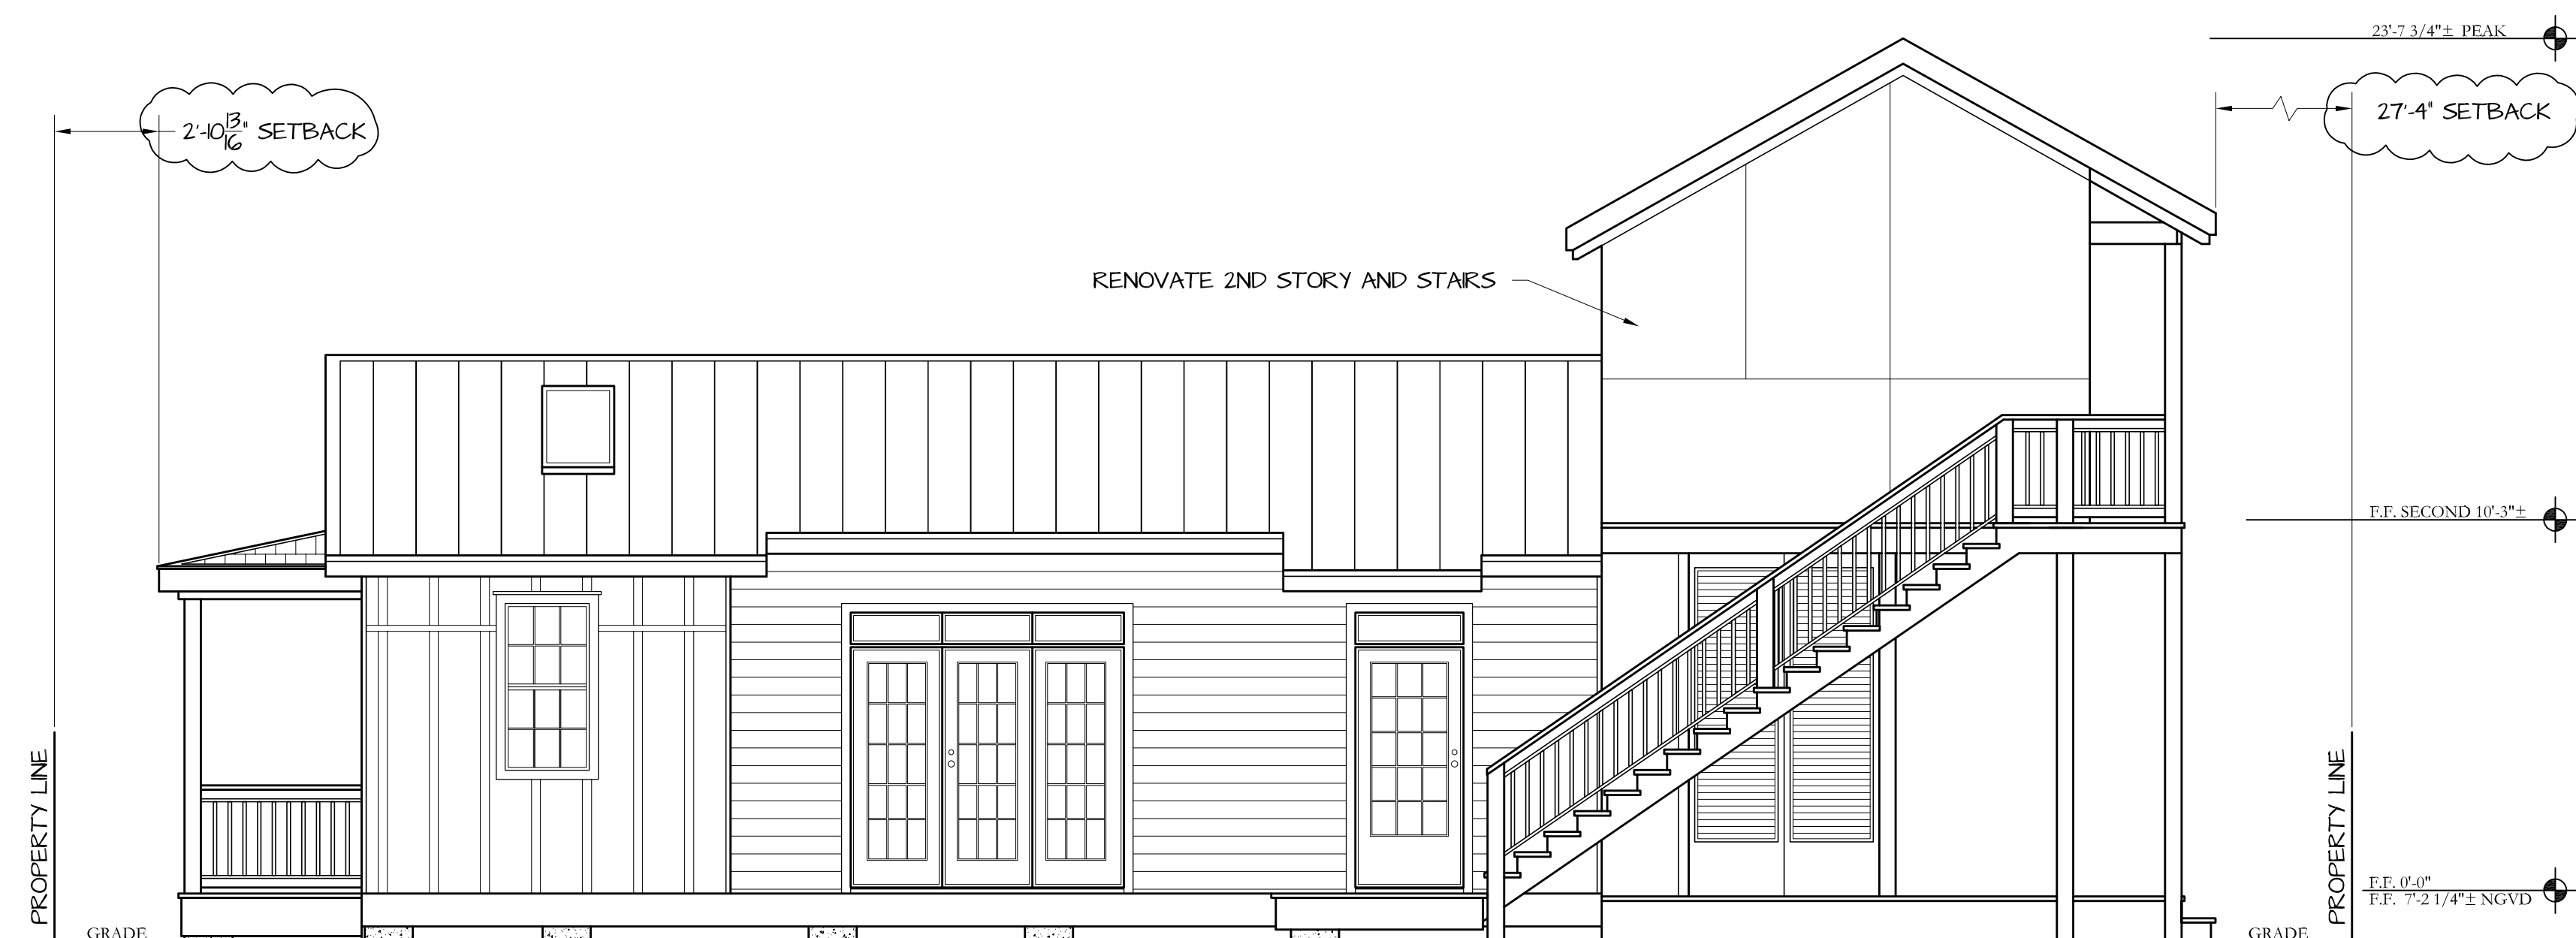 23'-7 3/4"± PEAK
2'-10 13/16" SETBACK
27'-4" SETBACK
RENOVATE 2ND STORY AND STAIRS
F.F. SECOND 10'-3"±
PROPERTY LINE
PROPERTY LINE
F.F. 0'-0"
F.F. 7'-2 1/4"± NGVD
GRADE
GRADE